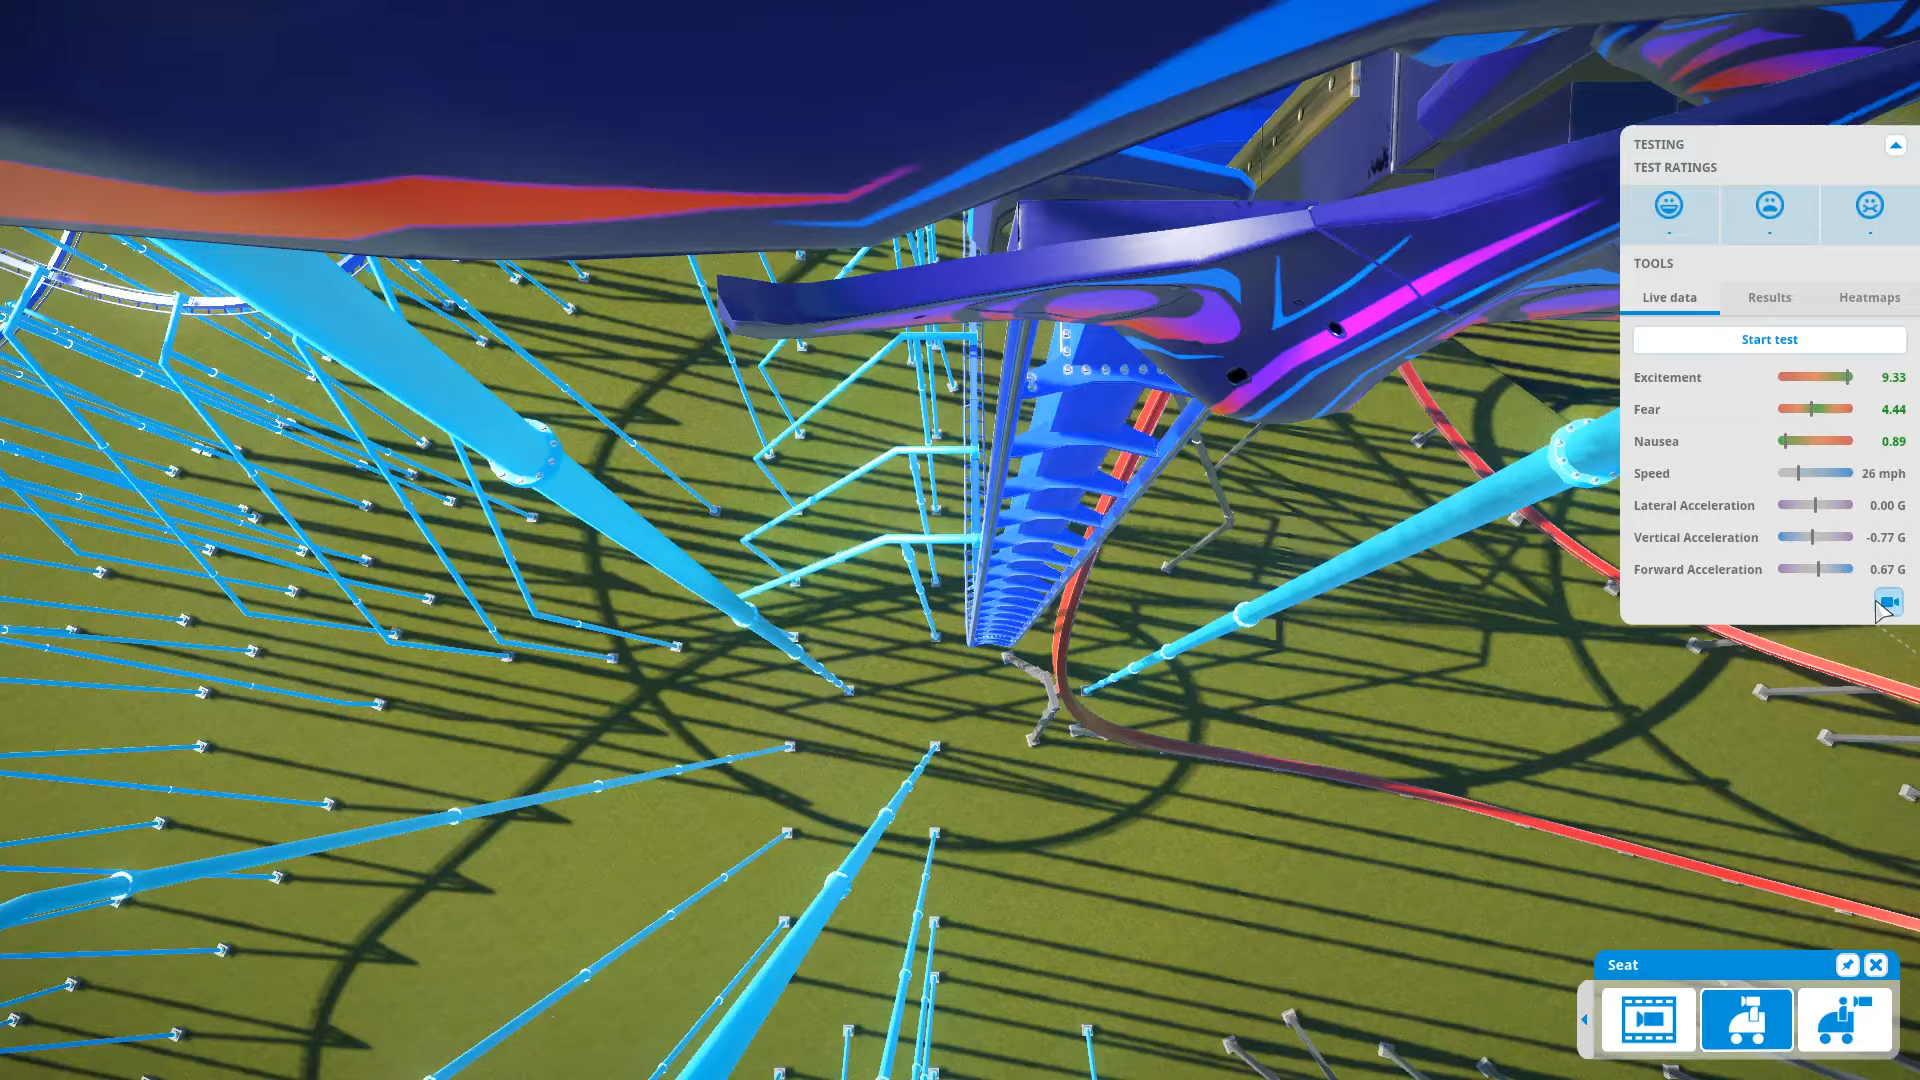 TESTING
TEST RATINGS
- - -
TOOLS
Live data Results Heatmaps
Start test
Excitement 9.33
Fear 4.44
Nausea 0.89
Speed 26 mph
Lateral Acceleration 0.00 G
Vertical Acceleration -0.77 G
Forward Acceleration 0.67 G
Seat